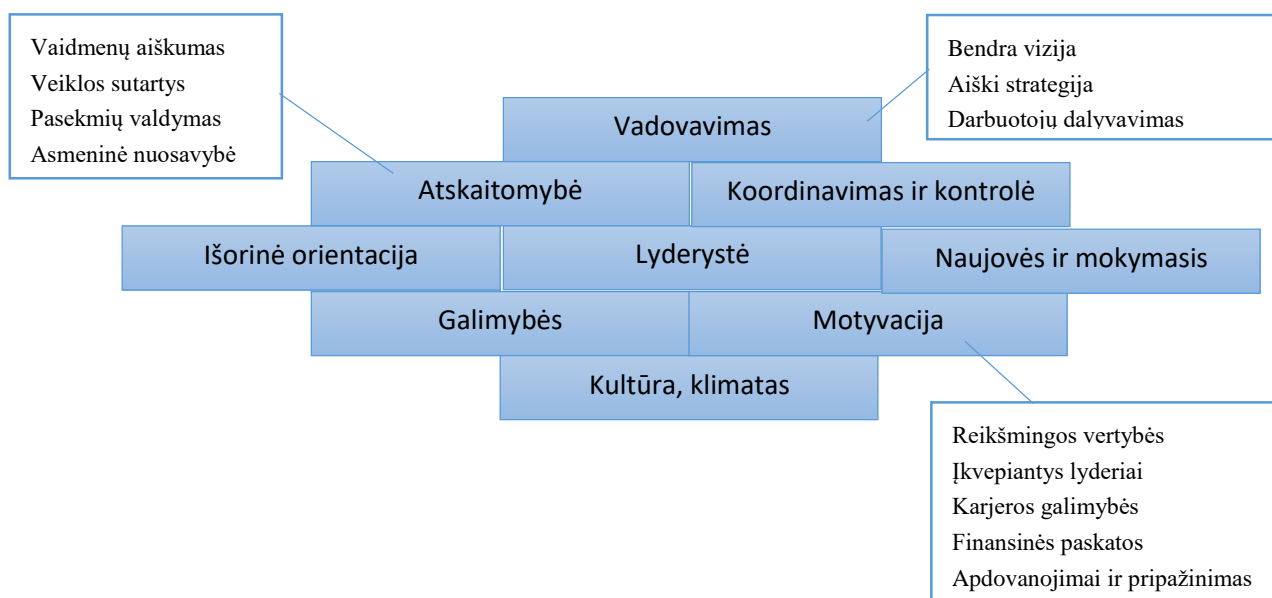 Vaidmenų aiškumas
Veiklos sutartys
Pasekmių valdymas
Asmeninė nuosavybė
Bendra vizija
Aiški strategija
Darbuotojų dalyvavimas
Vadovavimas
Atskaitomybė
Koordinavimas ir kontrolė
Išorinė orientacija
Lyderystė
Naujovės ir mokymasis
Galimybės
Motyvacija
Kultūra, klimatas
Reikšmingos vertybės
Įkvepiantys lyderiai
Karjeros galimybės
Finansinės paskatos
Apdovanojimai ir pripažinimas